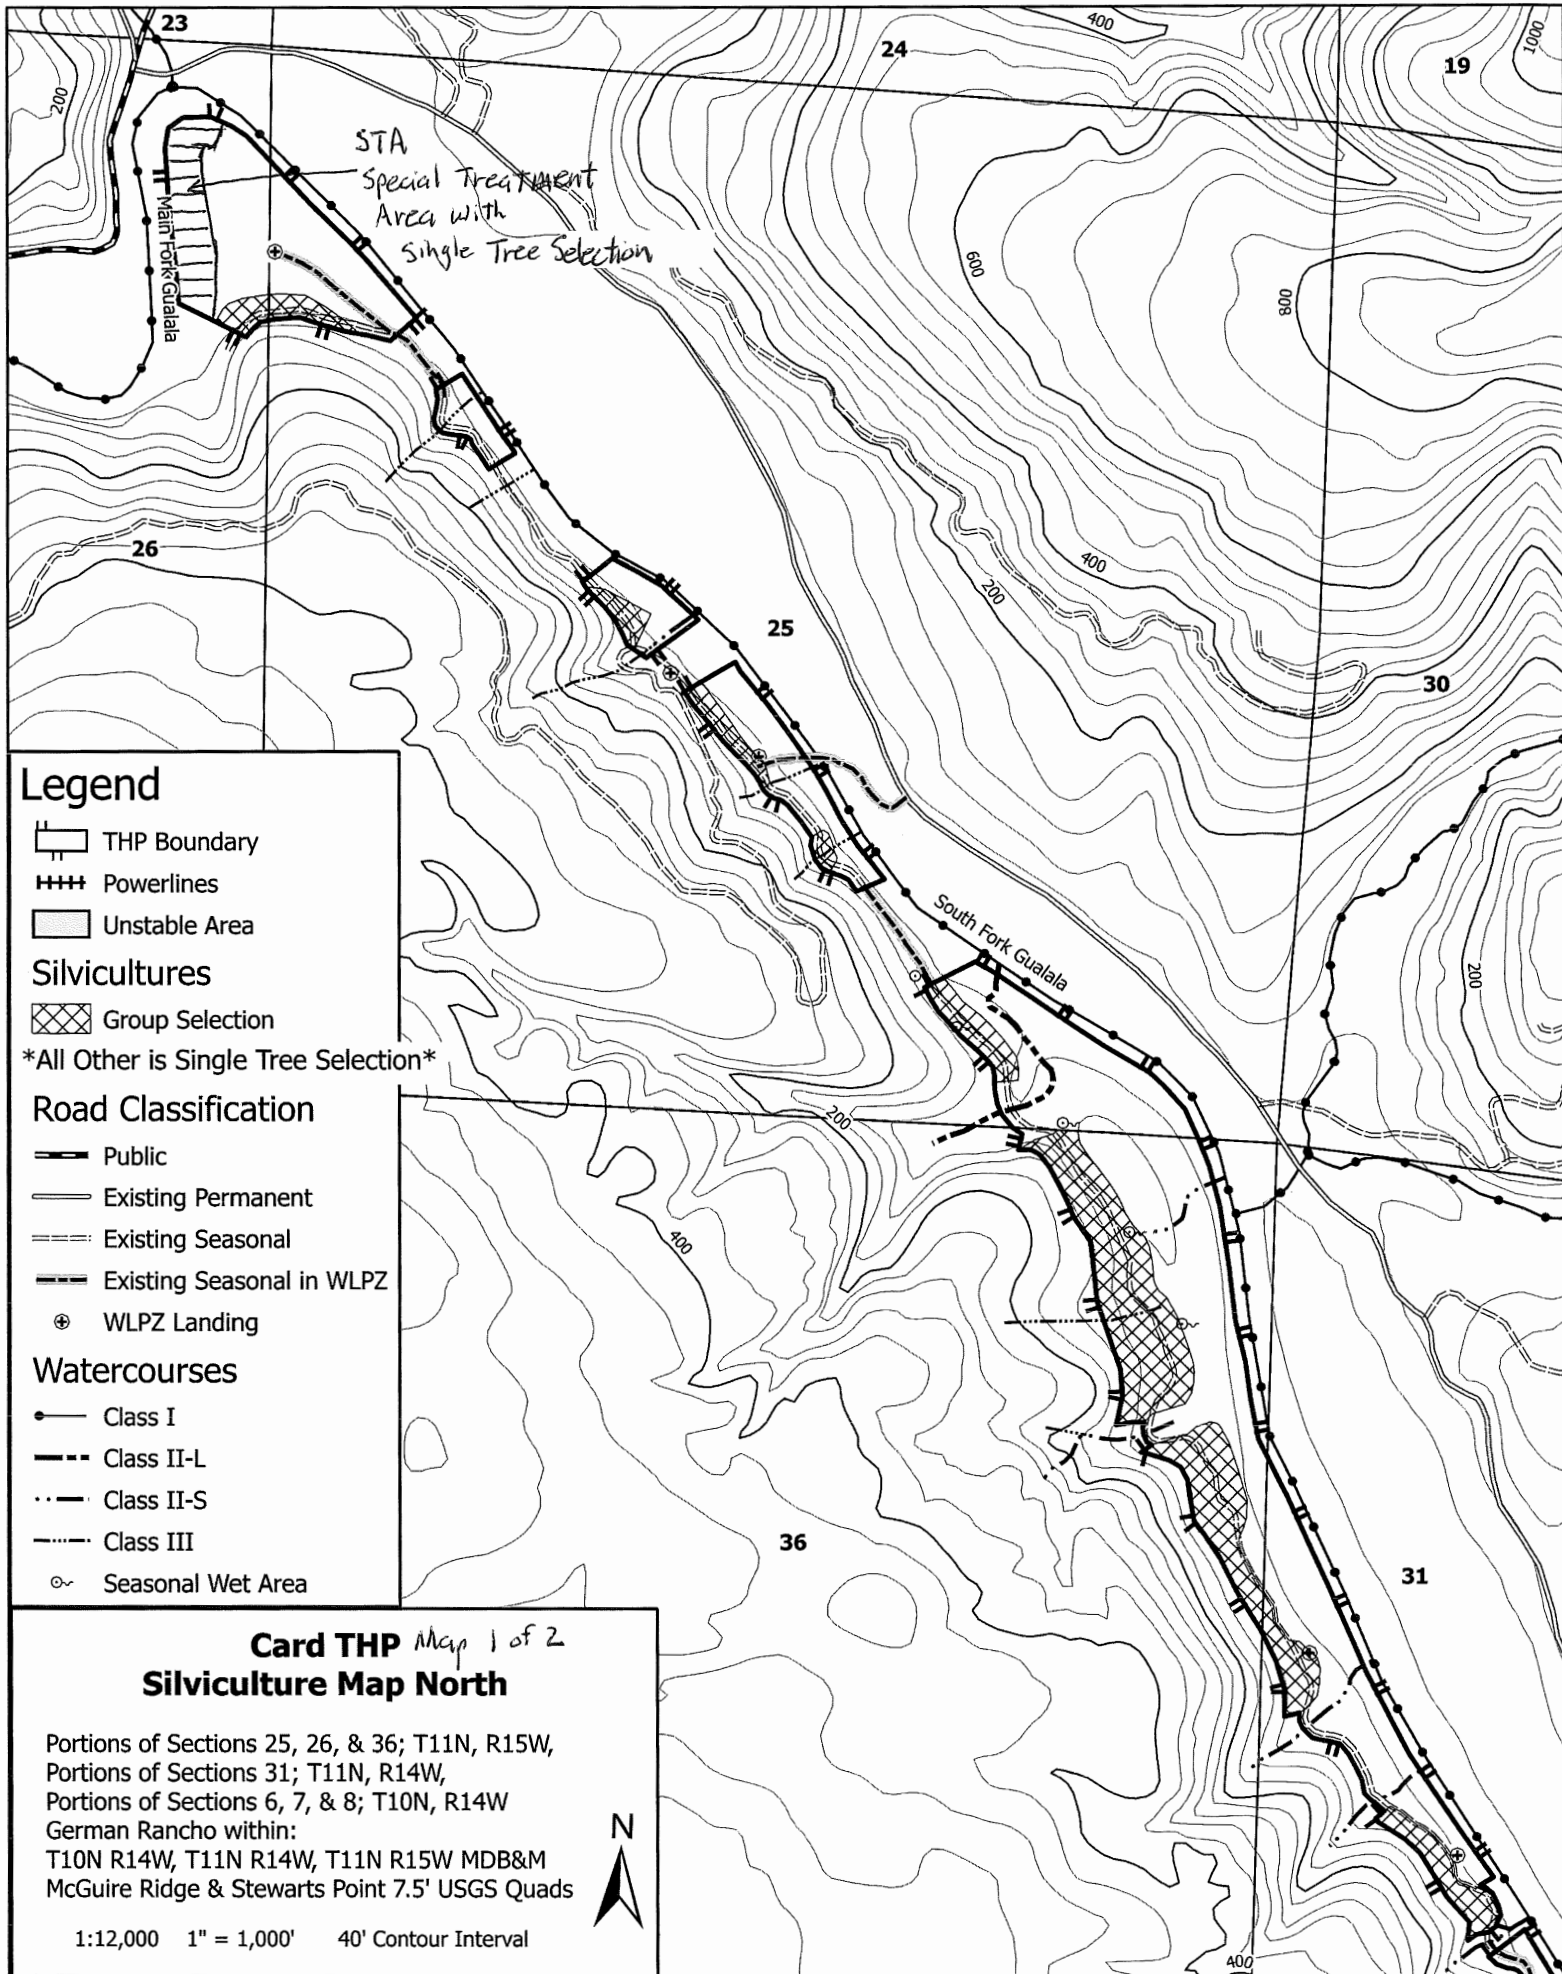 23
24
400
19
1000
200
STA
Special Treatment
Area with
Single Tree Selection
Main Fork Gualala
600
800
26
25
400
200
30
Legend
THP Boundary
Powerlines
Unstable Area
Silvicultures
Group Selection
*All Other is Single Tree Selection*
Road Classification
Public
Existing Permanent
Existing Seasonal
Existing Seasonal in WLPZ
WLPZ Landing
Watercourses
Class I
Class II-L
Class II-S
Class III
Seasonal Wet Area
South Fork Gualala
200
200
400
36
31
400
Card THP Map 1 of 2
Silviculture Map North
Portions of Sections 25, 26, & 36; T11N, R15W,
Portions of Sections 31; T11N, R14W,
Portions of Sections 6, 7, & 8; T10N, R14W
German Rancho within:
T10N R14W, T11N R14W, T11N R15W MDB&M
McGuire Ridge & Stewarts Point 7.5' USGS Quads
N
1:12,000 1" = 1,000' 40' Contour Interval